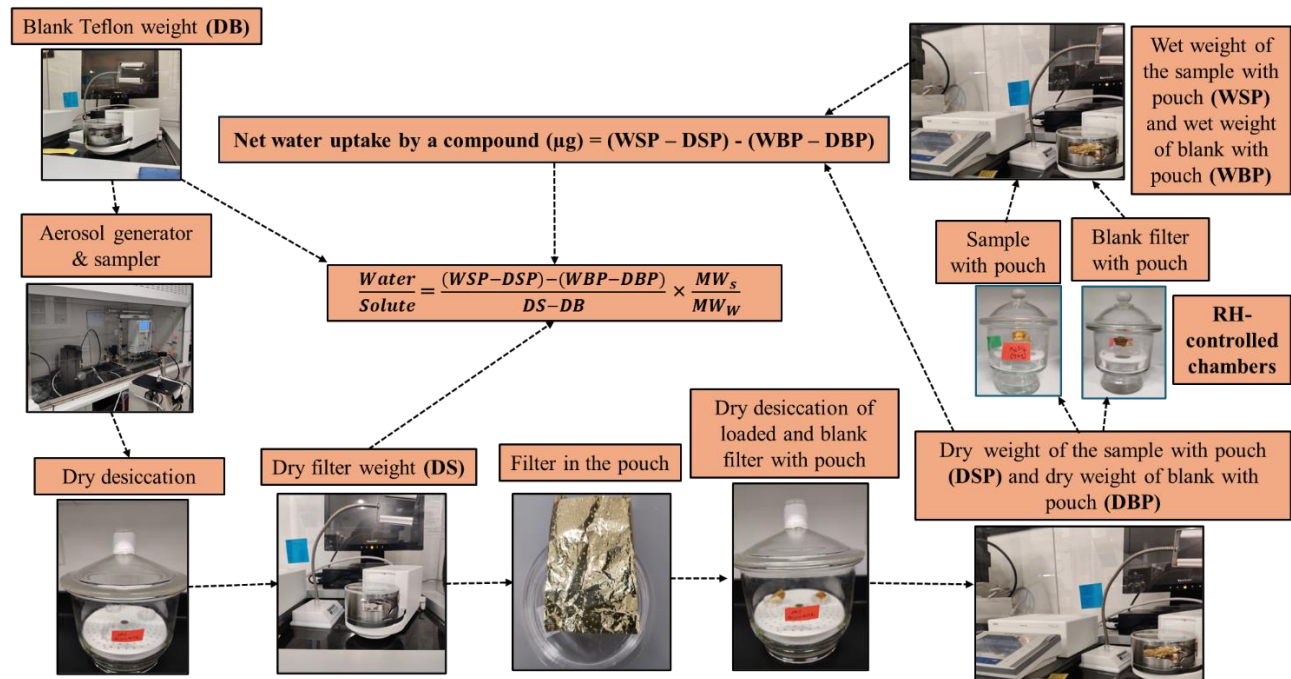 Blank Teflon weight (DB)
Aerosol generator
& sampler
Dry desiccation
Dry filter weight (DS)
Filter in the pouch
Dry desiccation of
loaded and blank
filter with pouch
Dry weight of the sample with pouch
(DSP) and dry weight of blank with
pouch (DBP)
RH-
controlled
chambers
Sample
with pouch
Blank filter
with pouch
Wet weight of
the sample with
pouch (WSP)
and wet weight
of blank with
pouch (WBP)
Net water uptake by a compound (µg) = (WSP – DSP) - (WBP – DBP)
Water/Solute = (WSP−DSP)−(WBP−DBP)/DS−DB × MW_s/MW_W